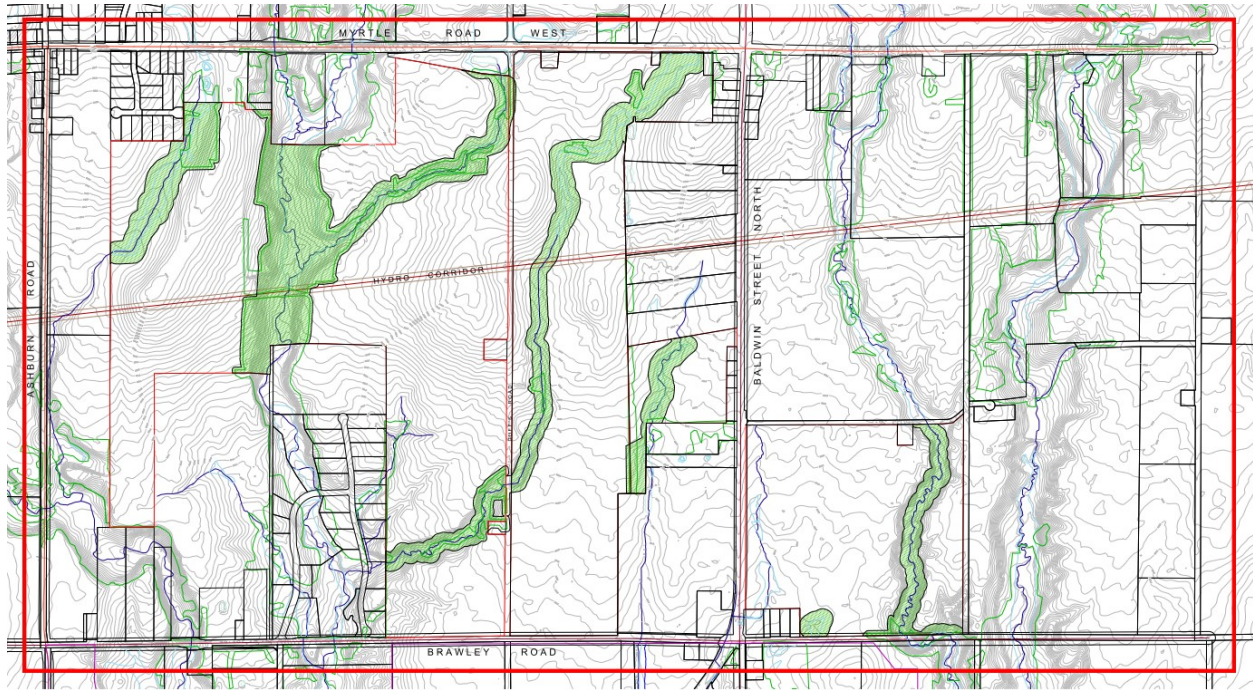 MYRTLE ROAD WEST
HYDRO CORRIDOR
ASHBURN ROAD
BALDWIN STREET NORTH
BRAWLEY ROAD